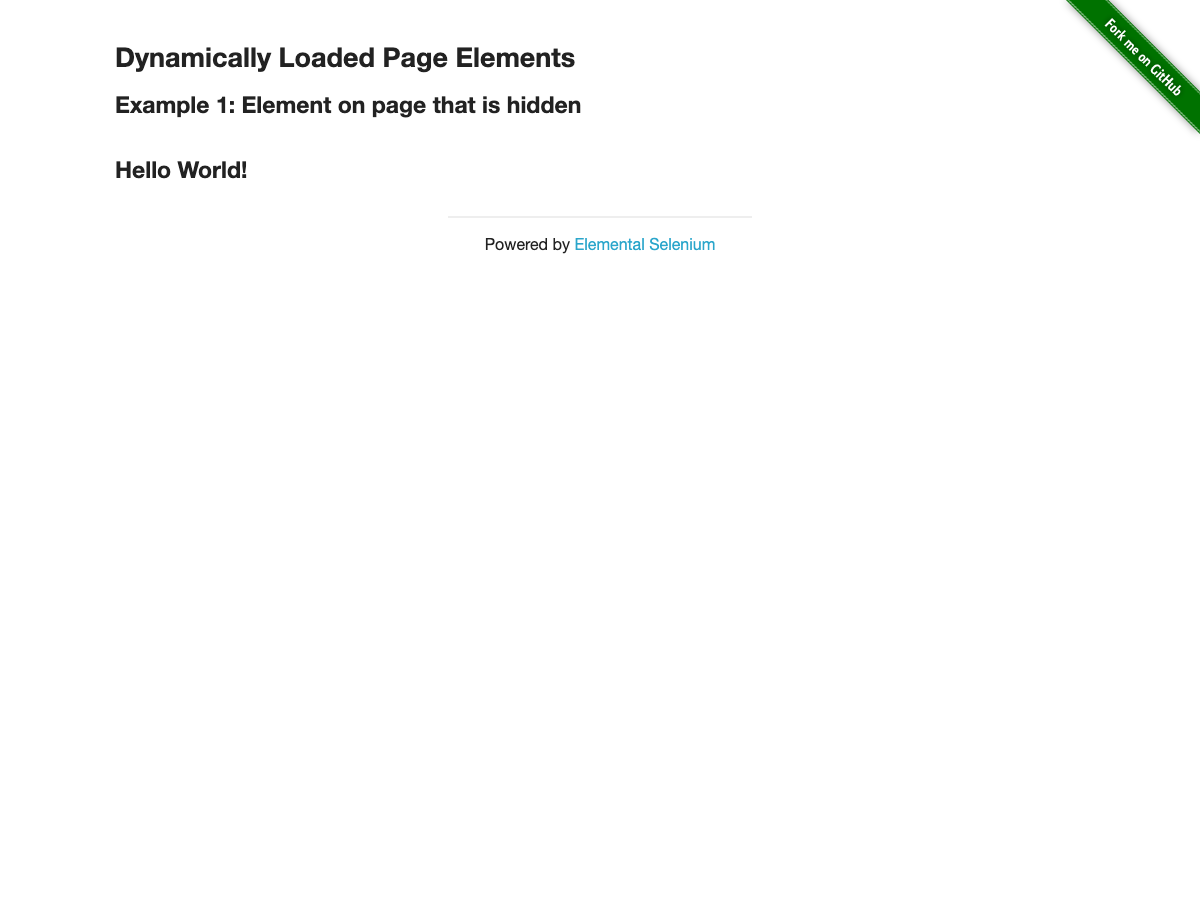 Fork me on GitHub
Dynamically Loaded Page Elements
Example 1: Element on page that is hidden
Hello World!
Powered by Elemental Selenium